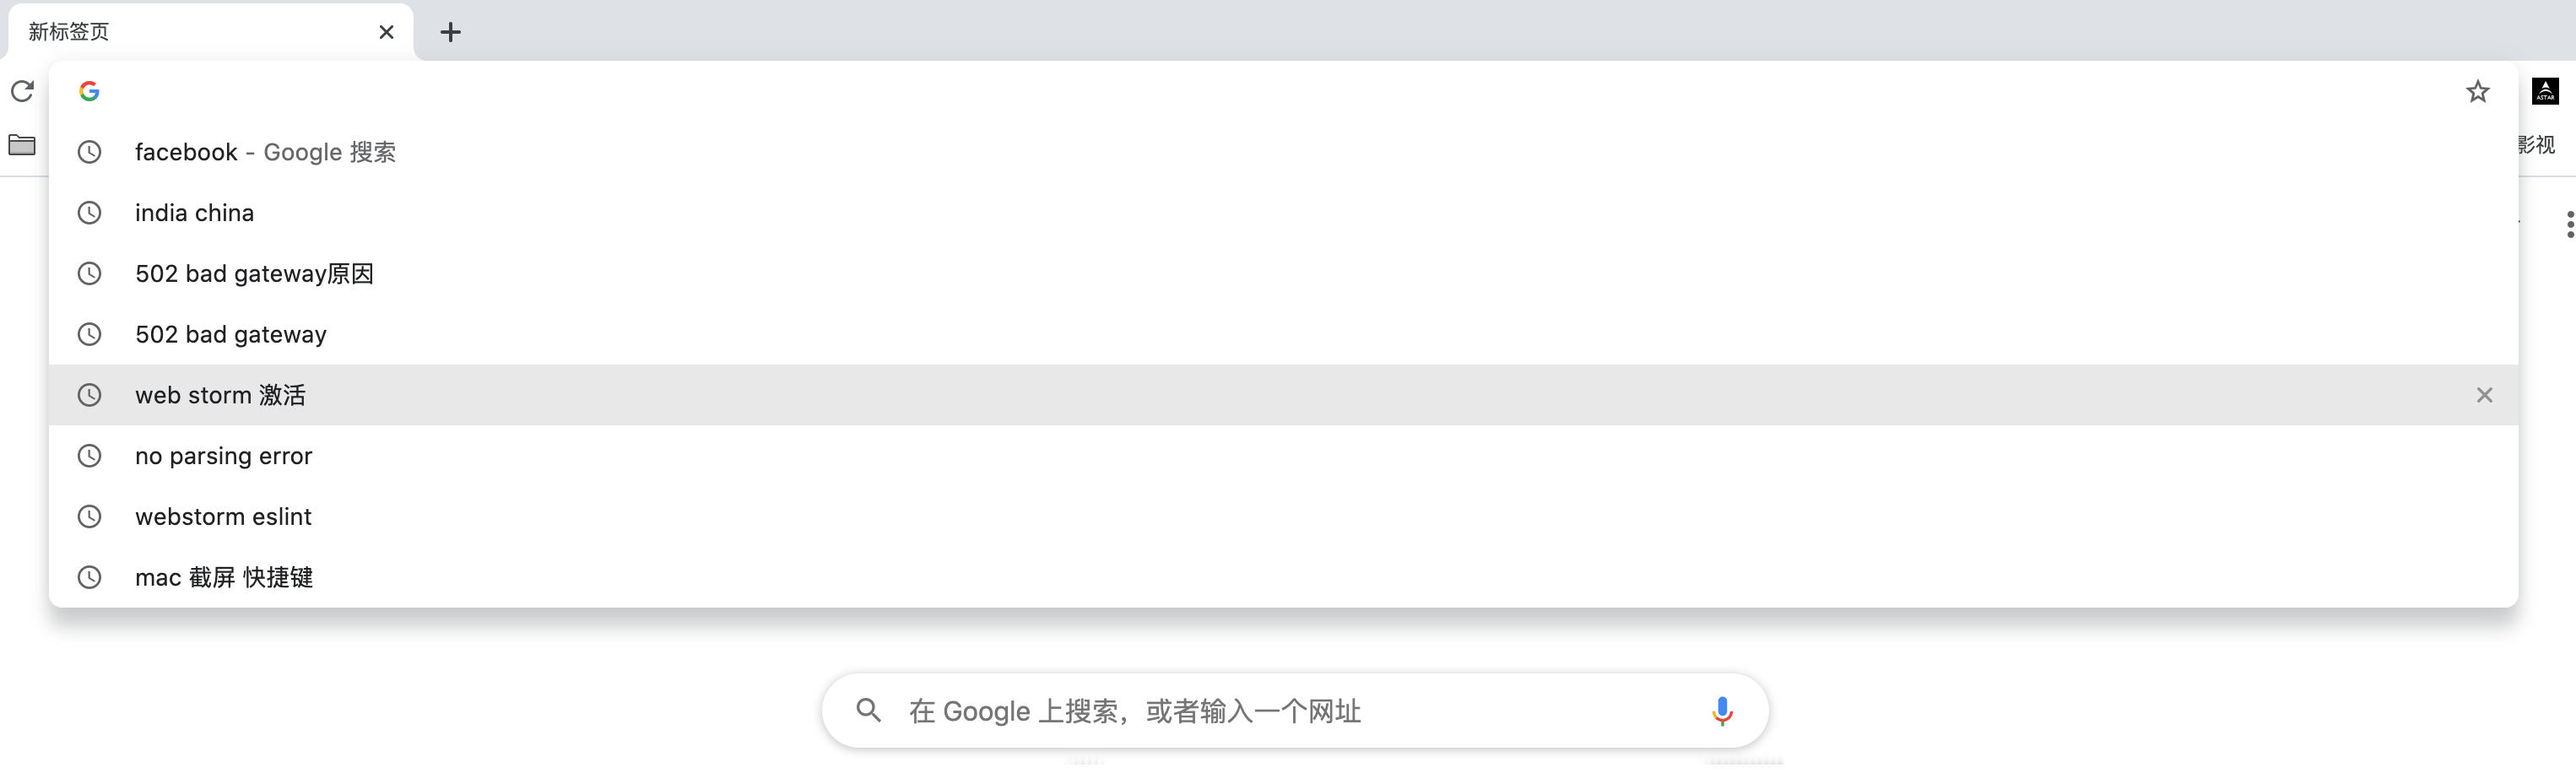 新标签页
ASTAR
facebook - Google 搜索
影视
india china
502 bad gateway原因
502 bad gateway
web storm 激活
no parsing error
webstorm eslint
mac 截屏 快捷键
在 Google 上搜索，或者输入一个网址